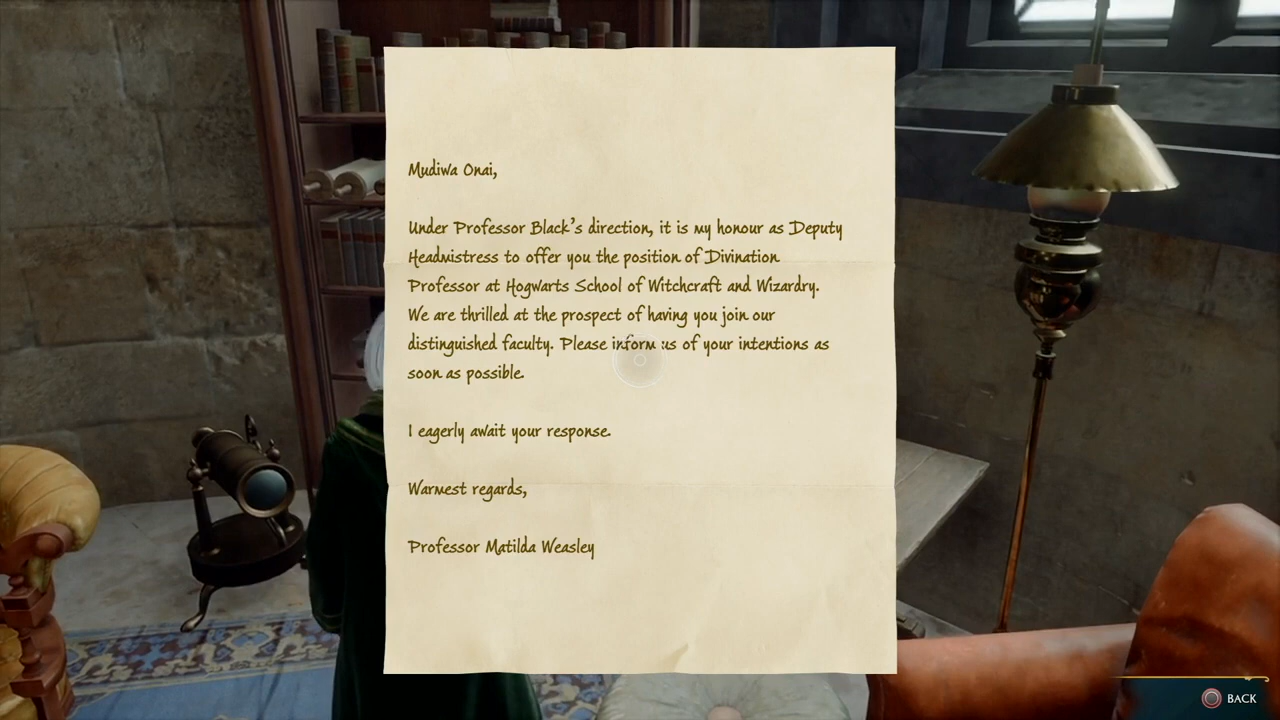 Mudiwa Onai,
Under Professor Black's direction, it is my honour as Deputy
Headmistress to offer you the position of Divination
Professor at Hogwarts School of Witchcraft and Wizardry.
We are thrilled at the prospect of having you join our
distinguished faculty. Please inform us of your intentions as
soon as possible.
I eagerly await your response.
Warmest regards,
Professor Matilda Weasley
BACK